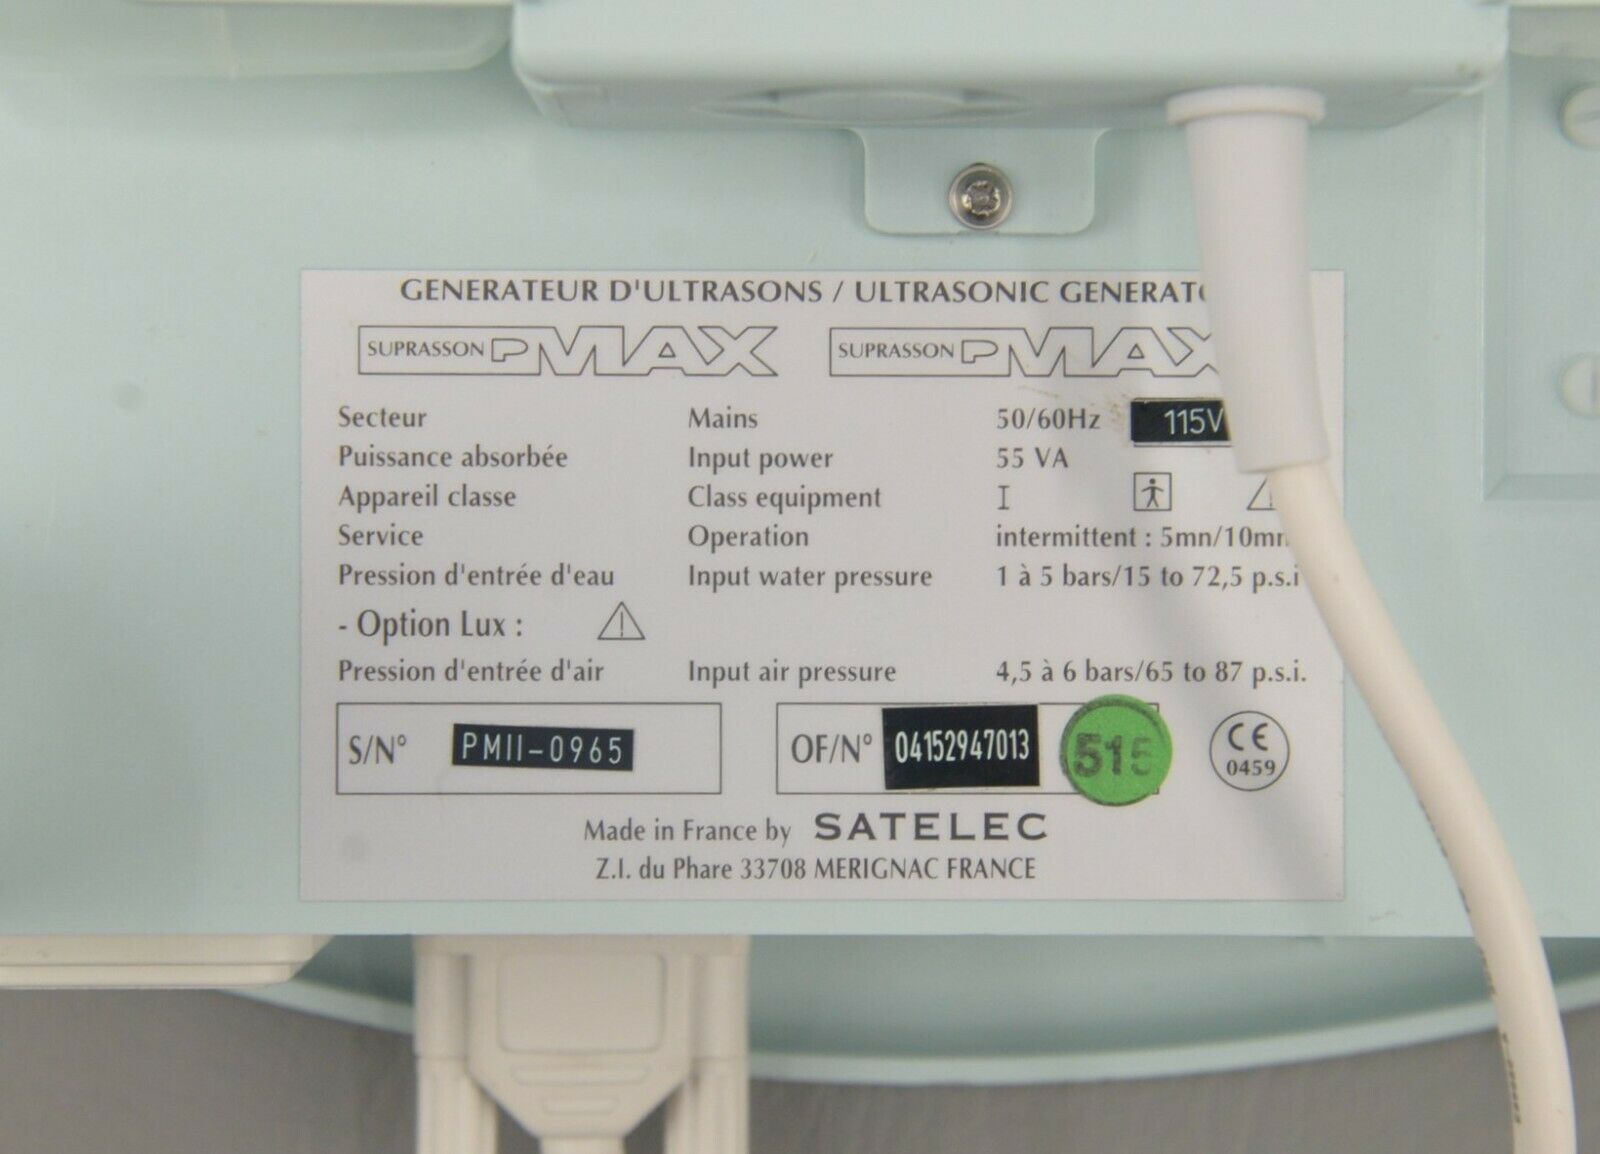 GENERATEUR D'ULTRASONS / ULTRASONIC
SUPRASSON PMAX SUPRASSON PMAX
Secteur Mains 50/60Hz 115V
Puissance absorbée Input power 55 VA
Appareil classe Class equipment I
Service Operation intermittent : 5mn/10mn
Pression d'entrée d'eau Input water pressure 1 à 5 bars/15 to 72,5 p.s.i
- Option Lux :
Pression d'entrée d'air Input air pressure 4,5 à 6 bars/65 to 87 p.s.i.
S/N° PMII-0965 OF/N° 04152947013 515 CE
0459
Made in France by SATELEC
Z.I. du Phare 33708 MERIGNAC FRANCE